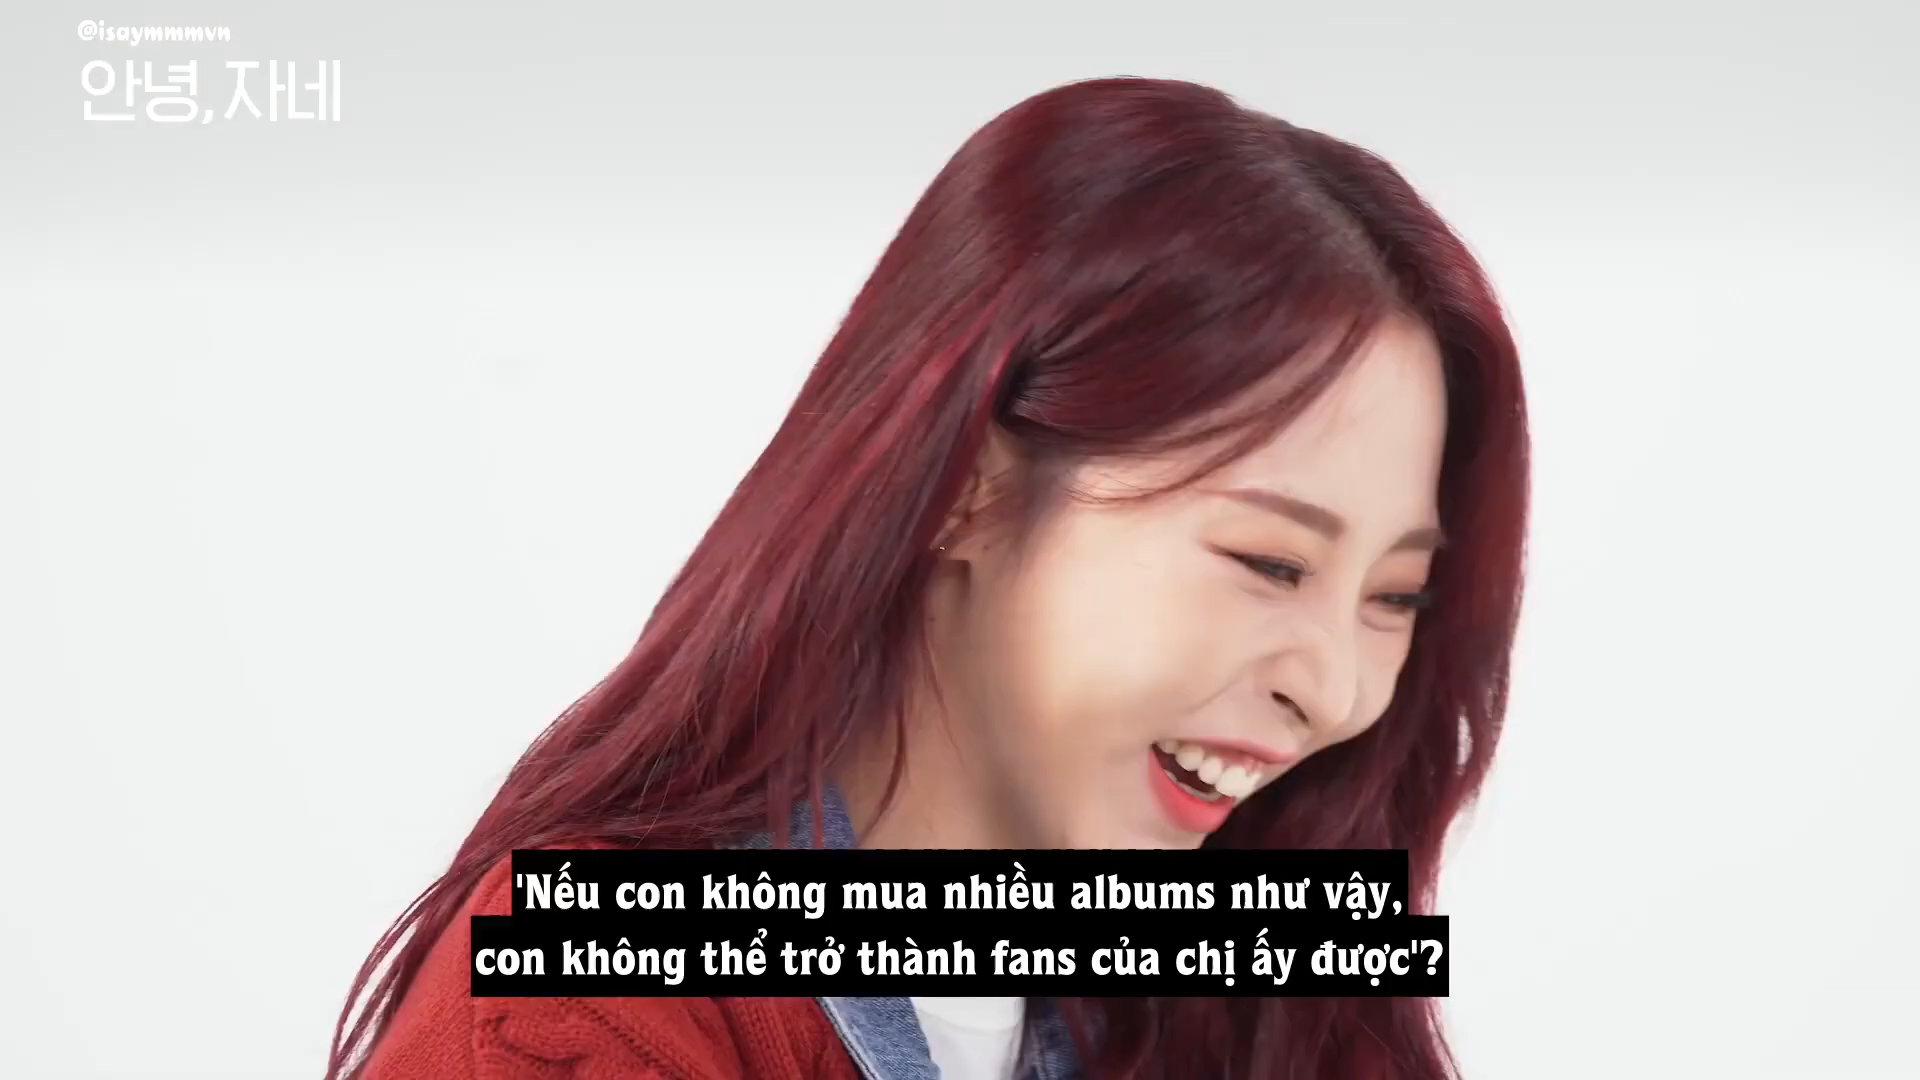 @isaymmmvn
안녕, 자네
'Nếu con không mua nhiều albums như vậy,
con không thể trở thành fans của chị ấy được'?